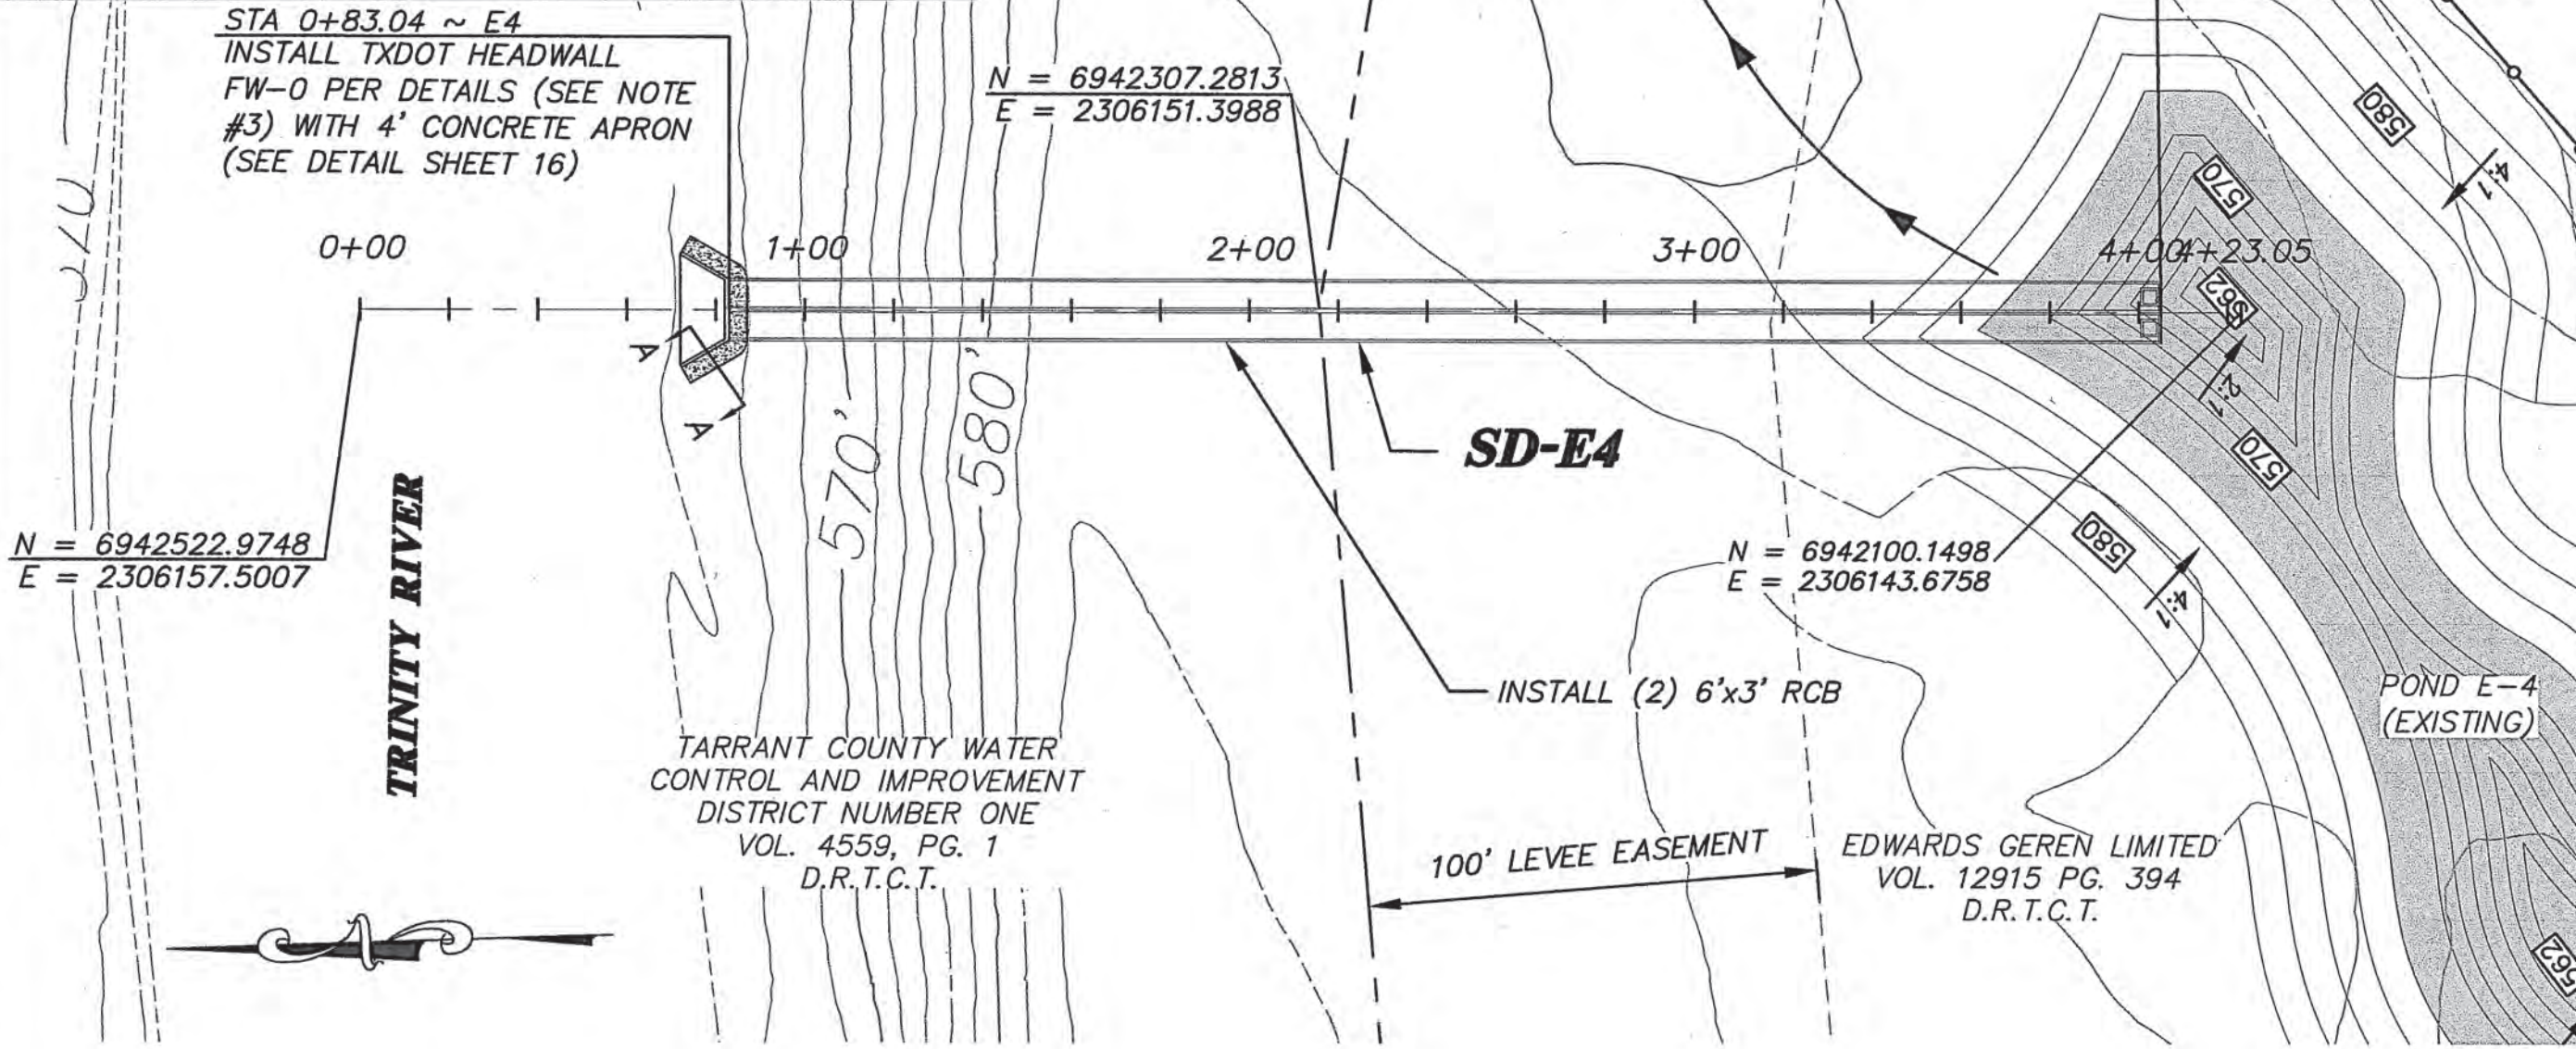 STA 0+83.04 ~ E4
INSTALL TXDOT HEADWALL
FW-0 PER DETAILS (SEE NOTE
#3) WITH 4' CONCRETE APRON
(SEE DETAIL SHEET 16)
N = 6942307.2813
E = 2306151.3988
580
4:1
570
0+00
1+00
2+00
3+00
4+00
4+23.05
562
A
A
2:1
570'
580'
SD-E4
570
N = 6942522.9748
E = 2306157.5007
TRINITY RIVER
N = 6942100.1498
E = 2306143.6758
580
4:1
INSTALL (2) 6'x3' RCB
POND E-4
(EXISTING)
TARRANT COUNTY WATER
CONTROL AND IMPROVEMENT
DISTRICT NUMBER ONE
VOL. 4559, PG. 1
D.R.T.C.T.
100' LEVEE EASEMENT
EDWARDS GEREN LIMITED
VOL. 12915 PG. 394
D.R.T.C.T.
562